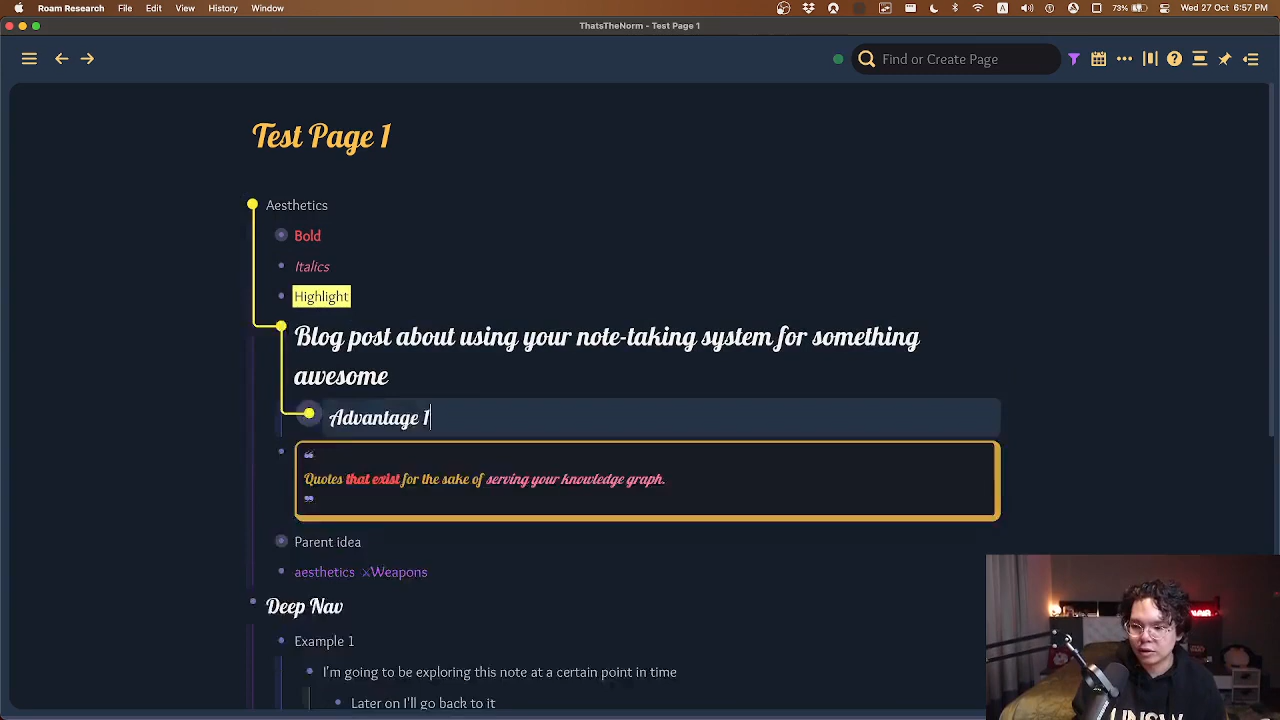 Roam Research File Edit View History Window
73% Wed 27 Oct 8:57 PM
ThatsTheNorm - Test Page 1
Find or Create Page
Test Page 1
Aesthetics
Bold
Italics
Highlight
Blog post about using your note-taking system for something
awesome
Advantage 1
“
Quotes that exist for the sake of serving your knowledge graph.
”
Parent idea
aesthetics ⚔Weapons
Deep Nav
Example 1
I'm going to be exploring this note at a certain point in time
Later on I'll go back to it